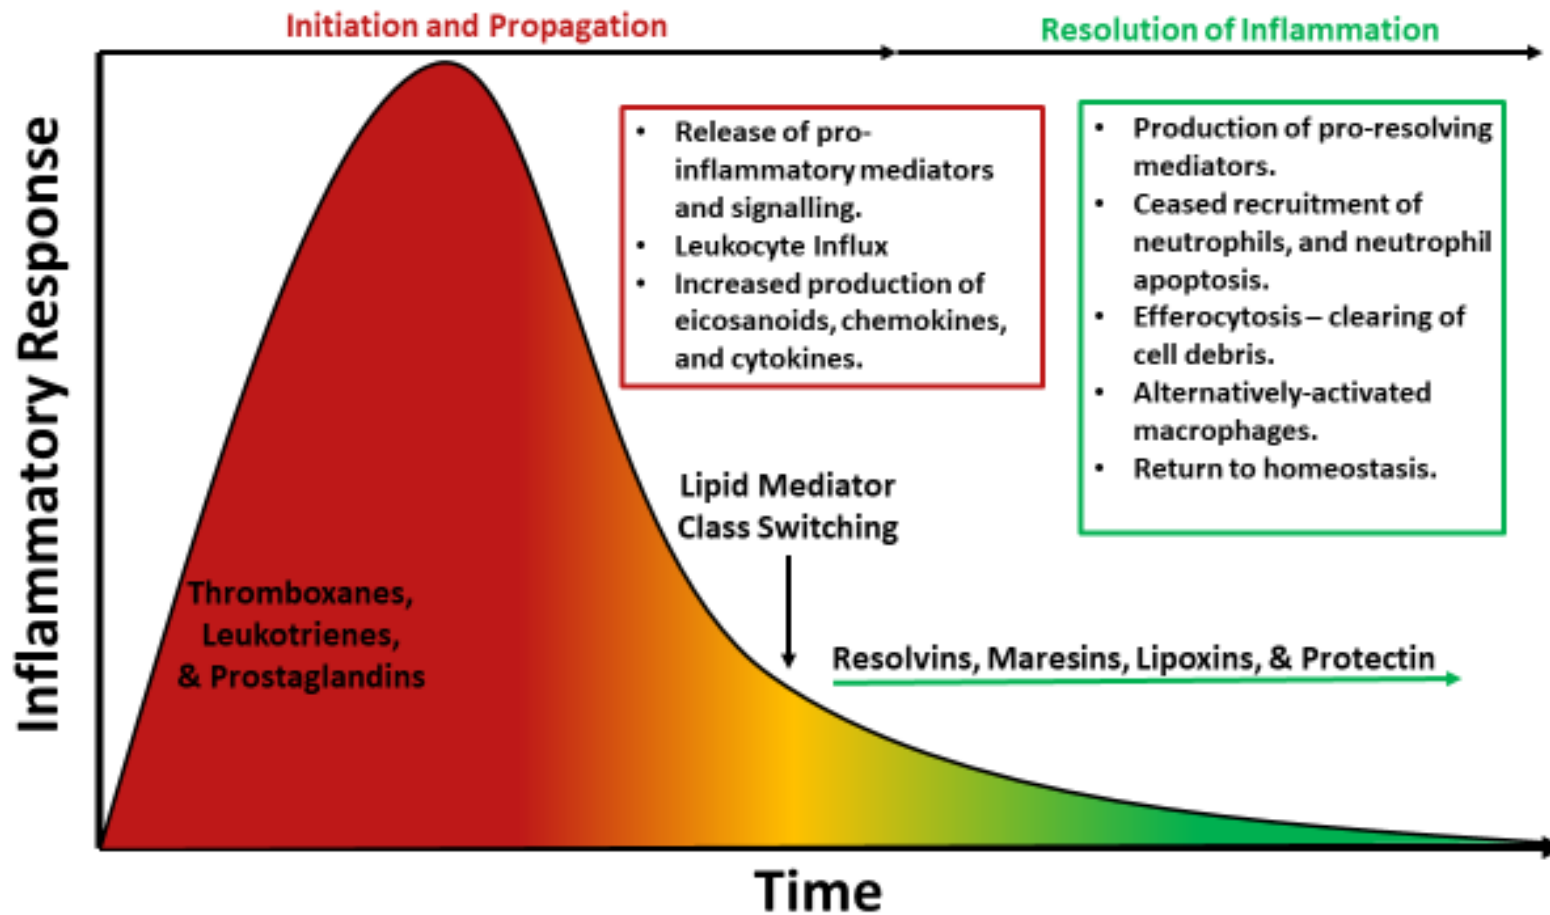 Initiation and Propagation
Resolution of Inflammation
Inflammatory Response
• Release of pro-
inflammatory mediators
and signalling.
• Leukocyte Influx
• Increased production of
eicosanoids, chemokines,
and cytokines.
• Production of pro-resolving
mediators.
• Ceased recruitment of
neutrophils, and neutrophil
apoptosis.
• Efferocytosis – clearing of
cell debris.
• Alternatively-activated
macrophages.
• Return to homeostasis.
Lipid Mediator
Class Switching
Thromboxanes,
Leukotrienes,
& Prostaglandins
Resolvins, Maresins, Lipoxins, & Protectin
Time